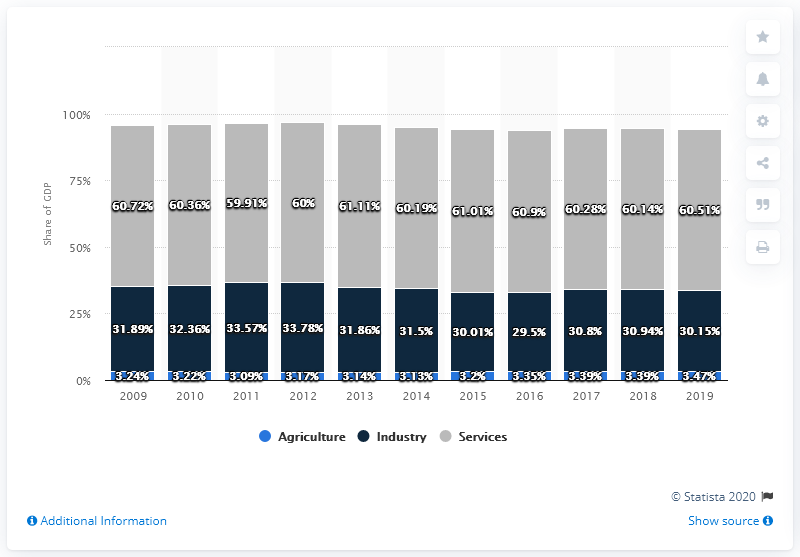 Share of GDP
100%
75%
50%
25%
0%
60.72% 60.36% 59.91% 60% 61.11% 60.19% 61.01% 60.9% 60.28% 60.14% 60.51%
31.89% 32.36% 33.57% 33.78% 31.86% 31.5% 30.01% 29.5% 30.8% 30.94% 30.15%
3.24% 3.22% 3.09% 3.17% 3.14% 3.13% 3.2% 3.35% 3.39% 3.39% 3.47%
2009 2010 2011 2012 2013 2014 2015 2016 2017 2018 2019
Agriculture Industry Services
© Statista 2020
Additional Information Show source